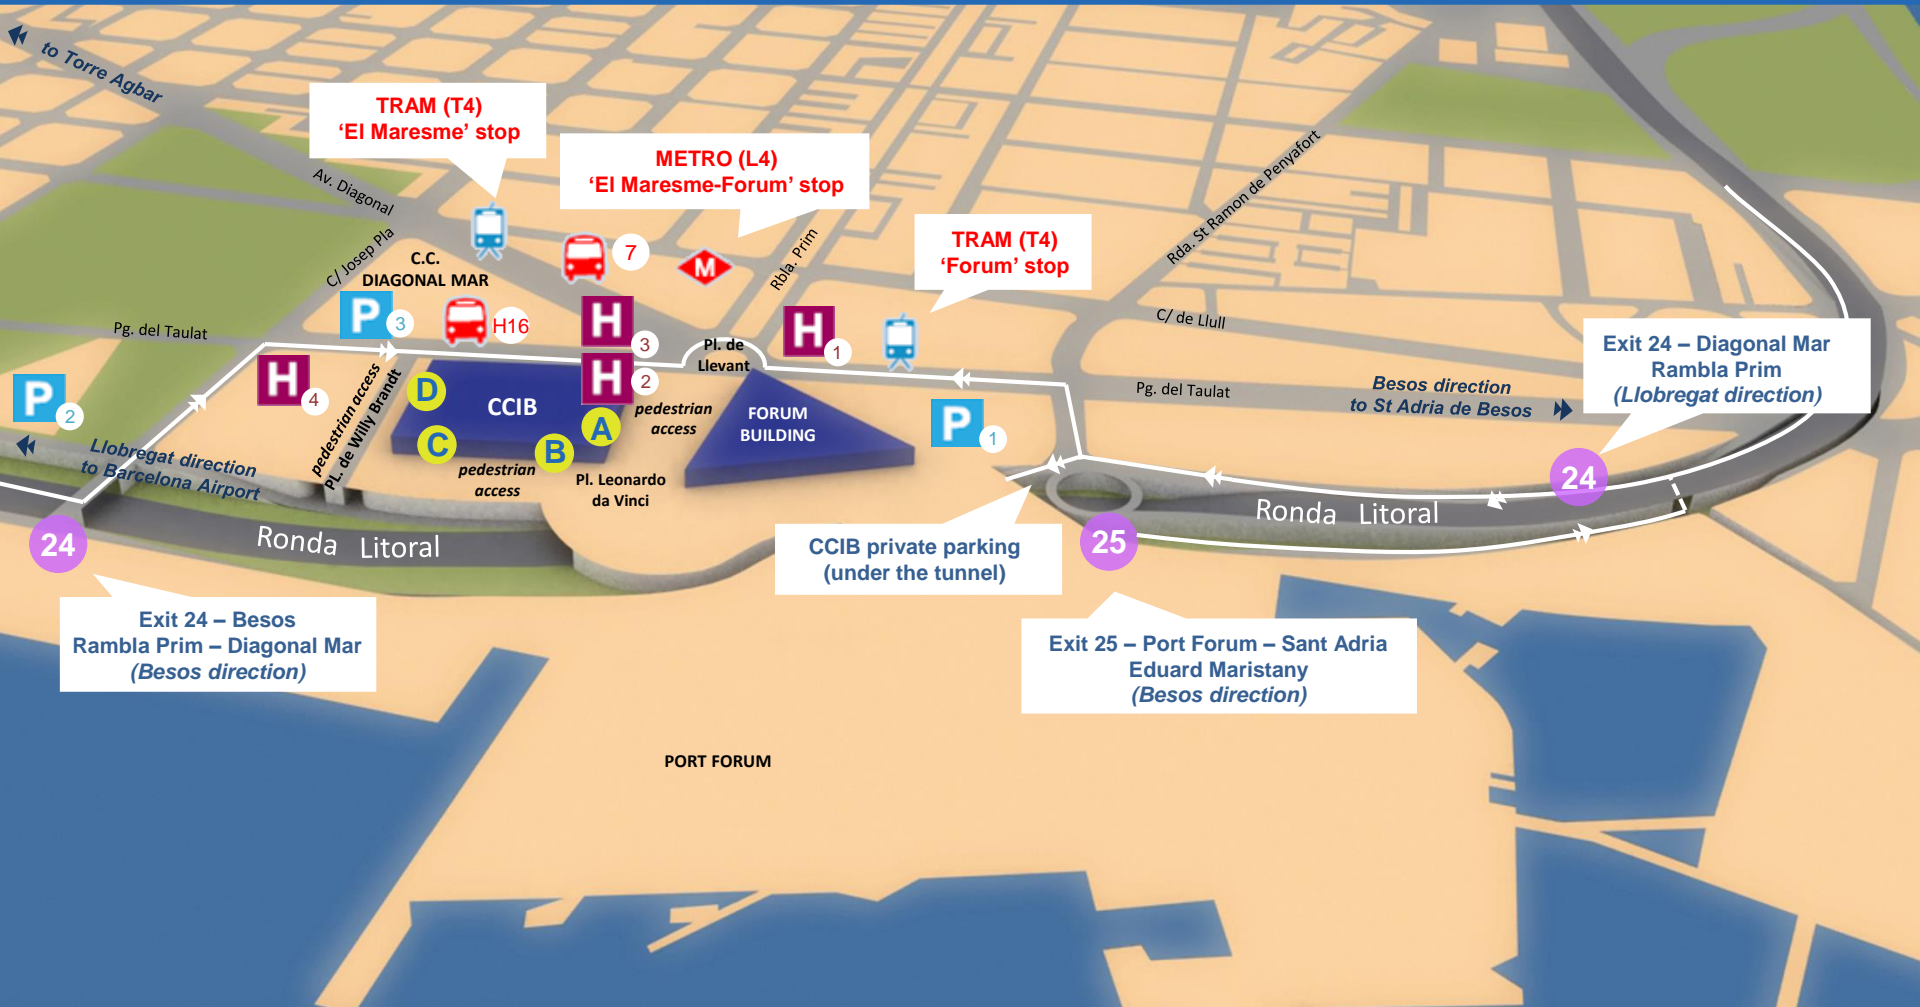 to Torre Agbar
TRAM (T4)
‘El Maresme’ stop
METRO (L4)
‘El Maresme-Forum’ stop
TRAM (T4)
‘Forum’ stop
Av. Diagonal
C/ Josep Pla
C.C.
DIAGONAL MAR
7
M
Rbla. Prim
Rda. St Ramon de Penyafort
P
3
H16
H
3
H
1
C/ de Llull
Pg. del Taulat
Pl. de
Llevant
Exit 24 – Diagonal Mar
Rambla Prim
(Llobregat direction)
P
2
H
4
pedestrian access
PL. de Willy Brandt
D
CCIB
H
2
A
B
C
pedestrian
access
FORUM
BUILDING
P
1
Pg. del Taulat
Besos direction
to St Adria de Besos
Llobregat direction
to Barcelona Airport
pedestrian
access
Pl. Leonardo
da Vinci
24
24
25
Ronda Litoral
Ronda Litoral
CCIB private parking
(under the tunnel)
Exit 24 – Besos
Rambla Prim – Diagonal Mar
(Besos direction)
Exit 25 – Port Forum – Sant Adria
Eduard Maristany
(Besos direction)
PORT FORUM